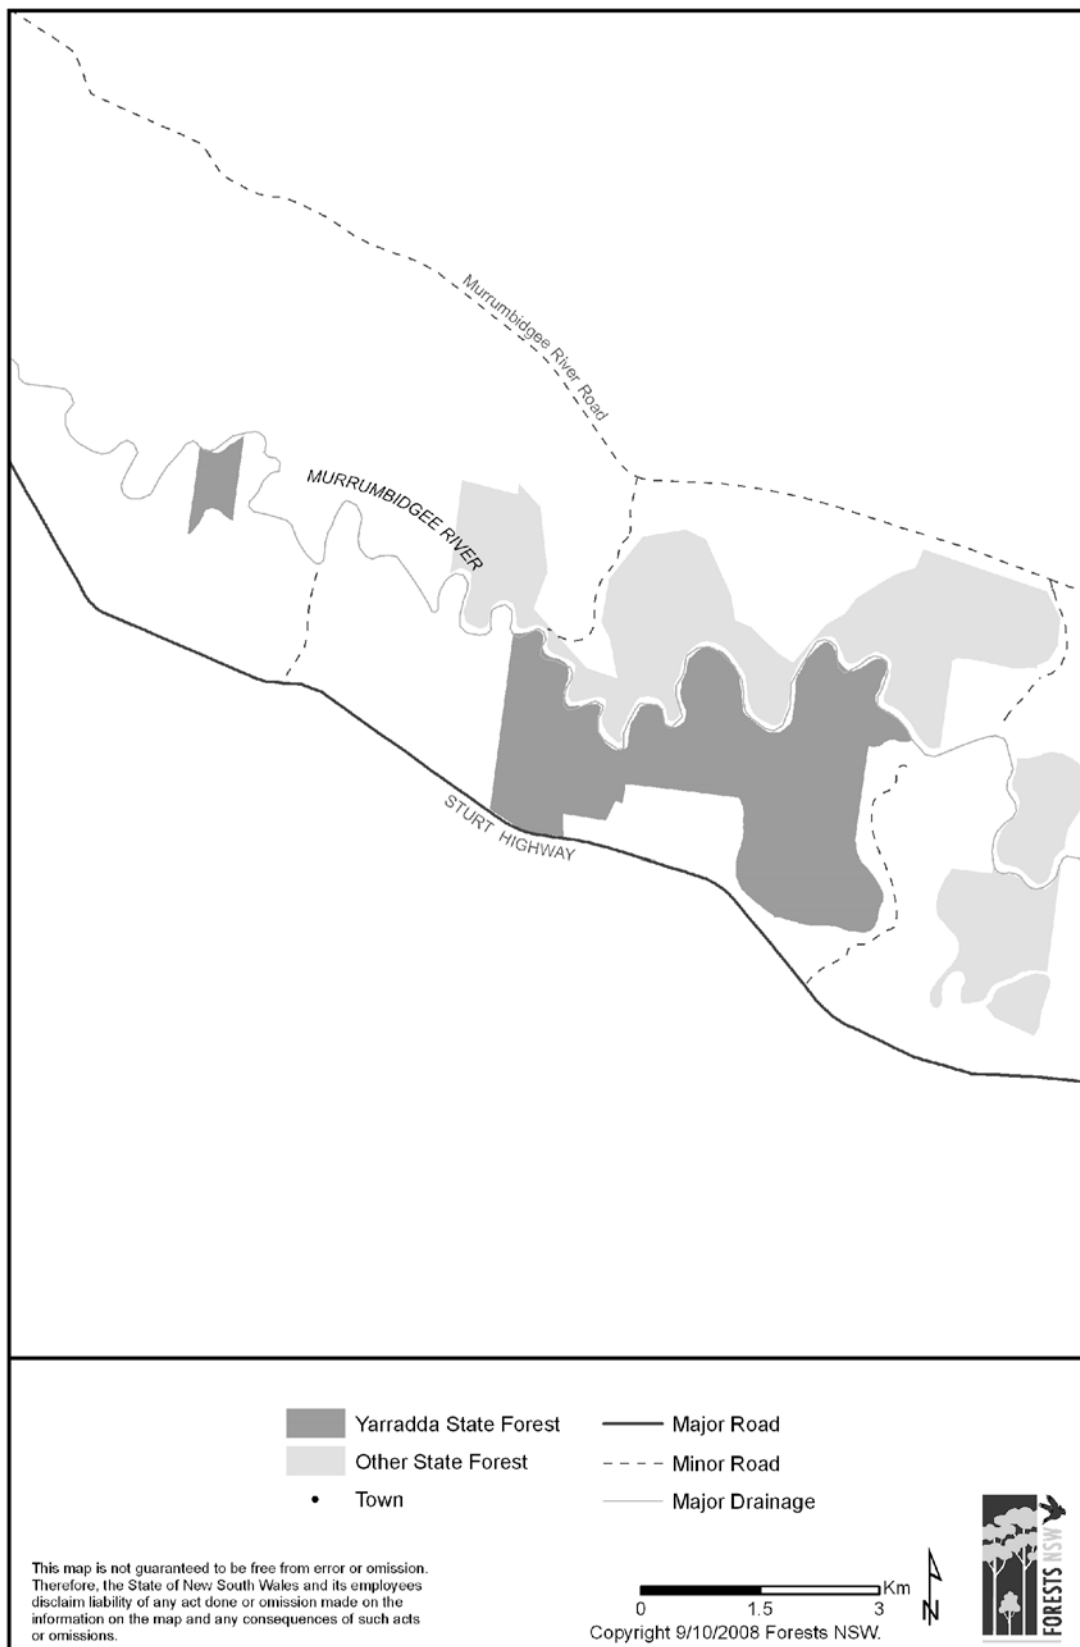 Murrumbidgee River Road
MURRUMBIDGEE RIVER
STURT HIGHWAY
Yarradda State Forest
Other State Forest
Town
Major Road
Minor Road
Major Drainage
This map is not guaranteed to be free from error or omission.
Therefore, the State of New South Wales and its employees
disclaim liability of any act done or omission made on the
information on the map and any consequences of such acts
or omissions.
Km
0 1.5 3
Copyright 9/10/2008 Forests NSW.
N
FORESTS NSW